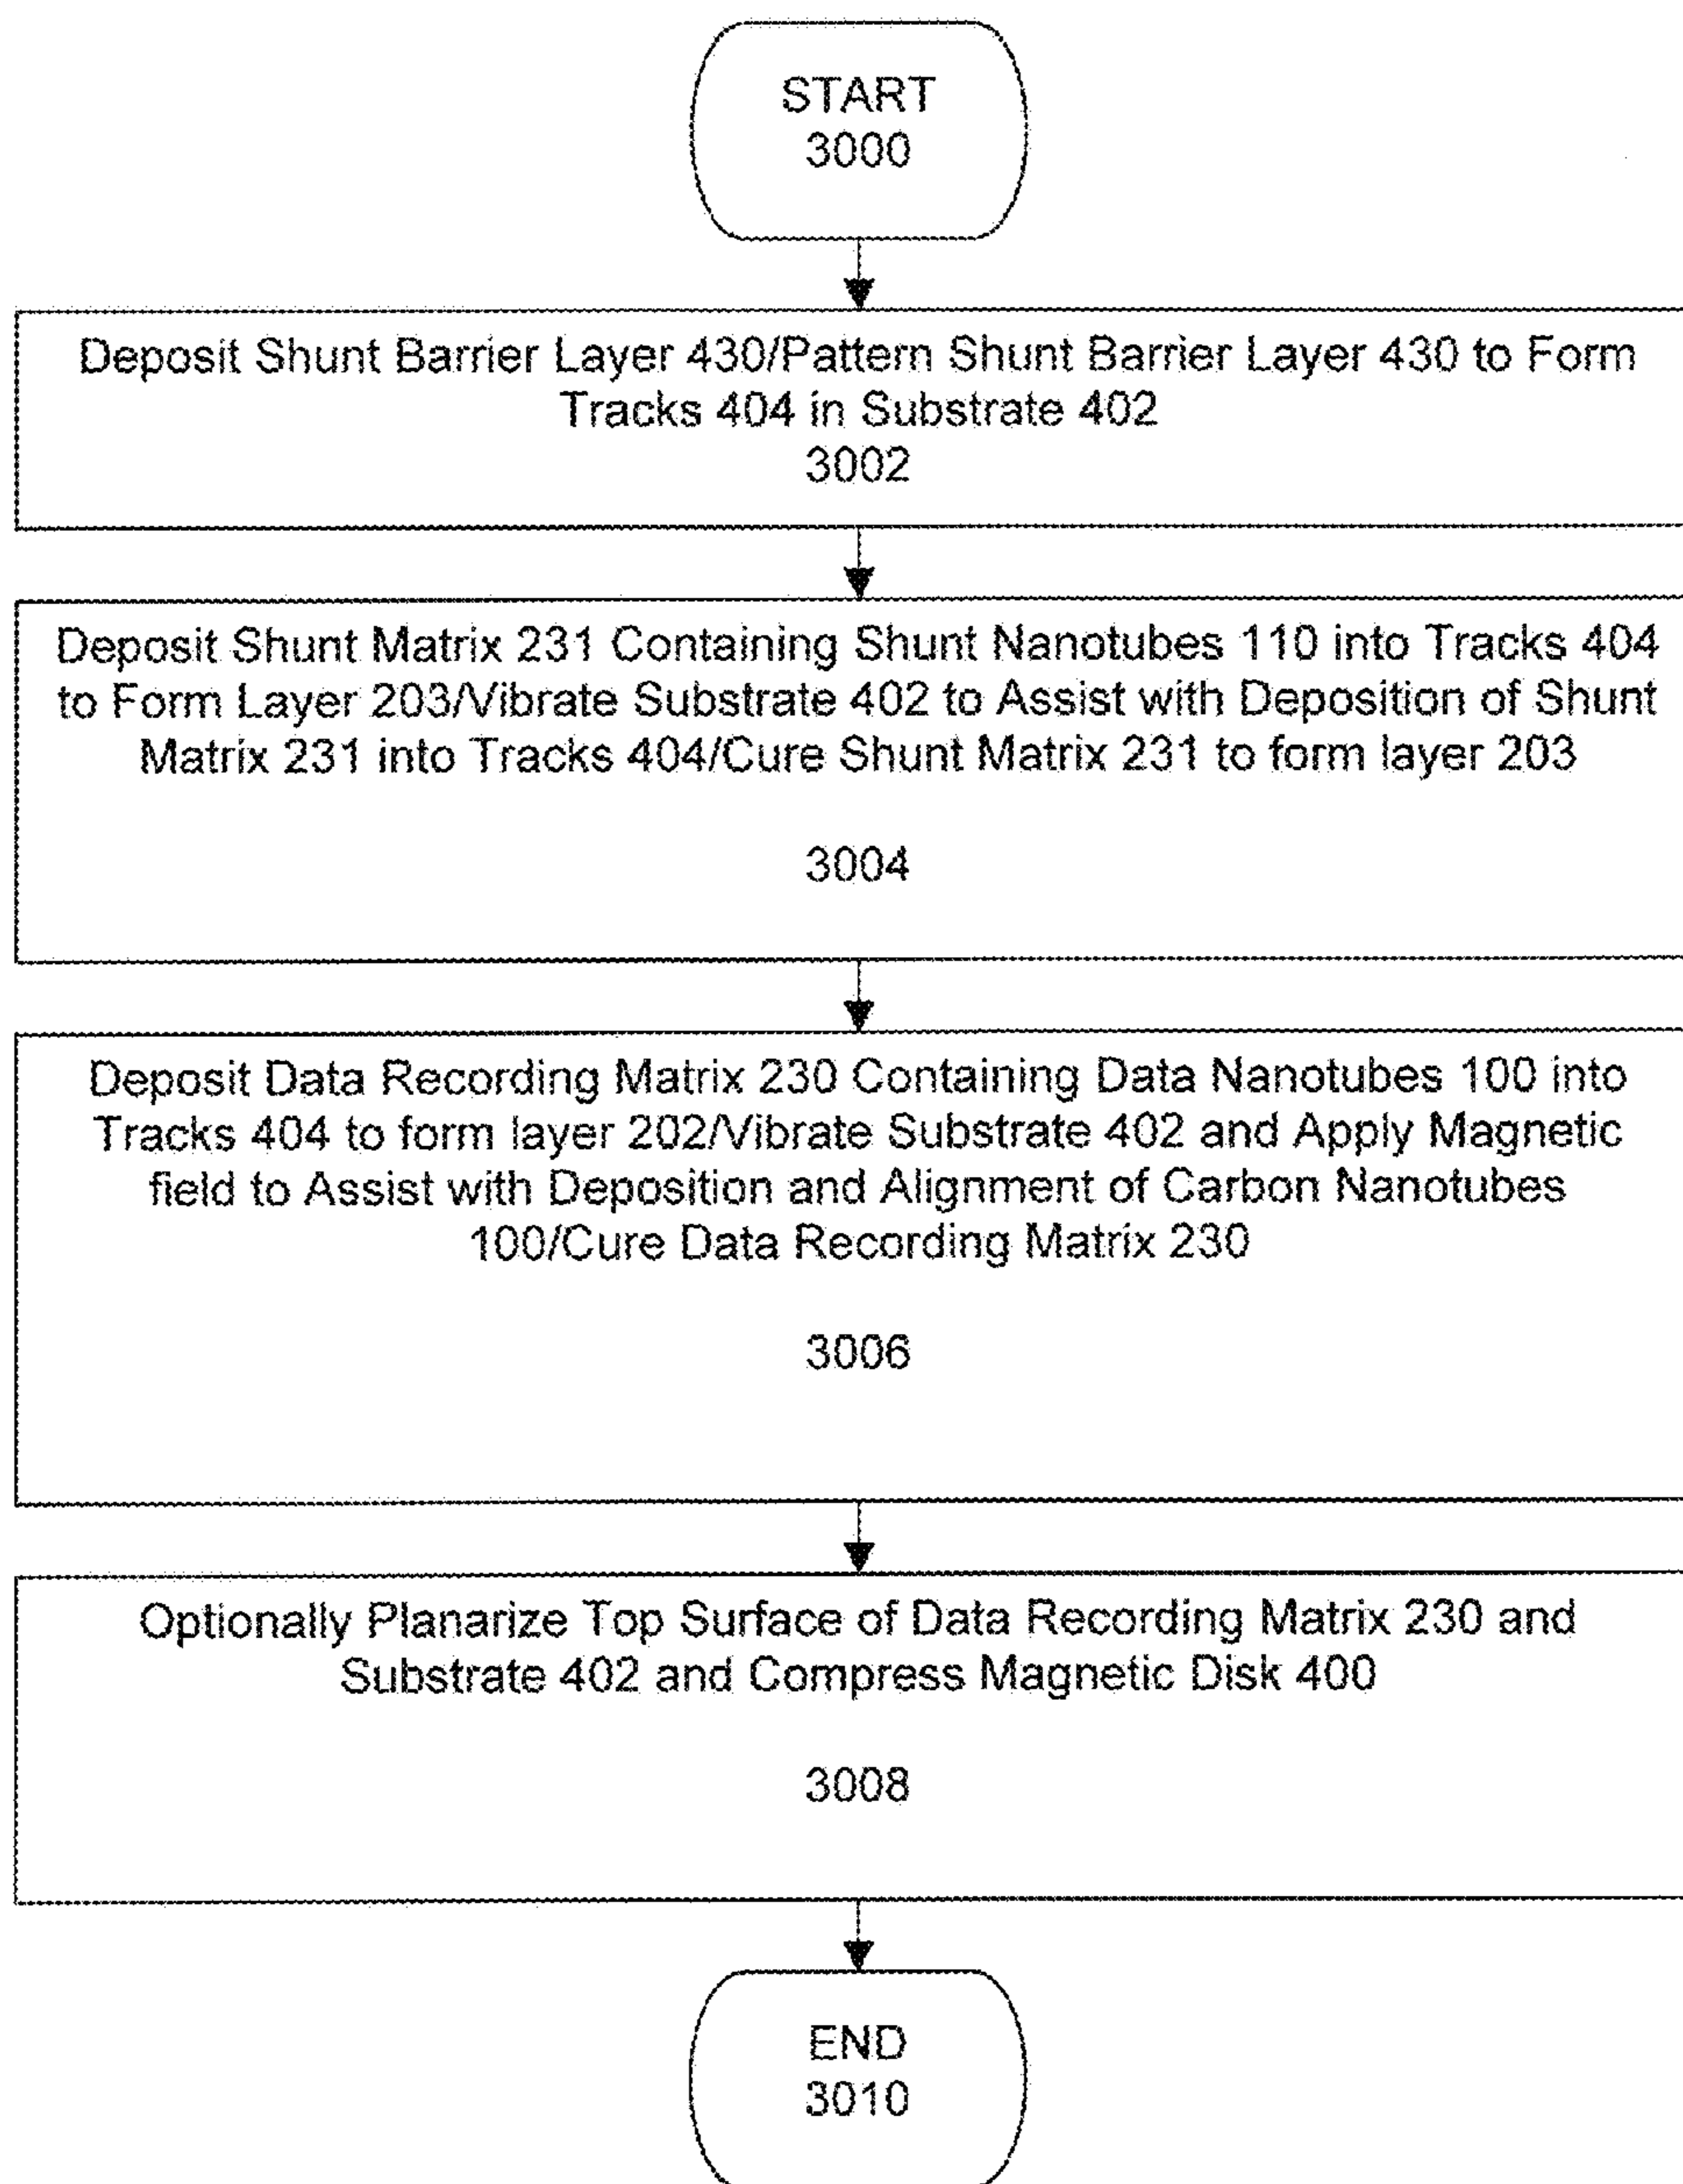 START
3000
Deposit Shunt Barrier Layer 430/Pattern Shunt Barrier Layer 430 to Form
Tracks 404 in Substrate 402
3002
Deposit Shunt Matrix 231 Containing Shunt Nanotubes 110 into Tracks 404
to Form Layer 203/Vibrate Substrate 402 to Assist with Deposition of Shunt
Matrix 231 into Tracks 404/Cure Shunt Matrix 231 to form layer 203
3004
Deposit Data Recording Matrix 230 Containing Data Nanotubes 100 into
Tracks 404 to form layer 202/Vibrate Substrate 402 and Apply Magnetic
field to Assist with Deposition and Alignment of Carbon Nanotubes
100/Cure Data Recording Matrix 230
3006
Optionally Planarize Top Surface of Data Recording Matrix 230 and
Substrate 402 and Compress Magnetic Disk 400
3008
END
3010